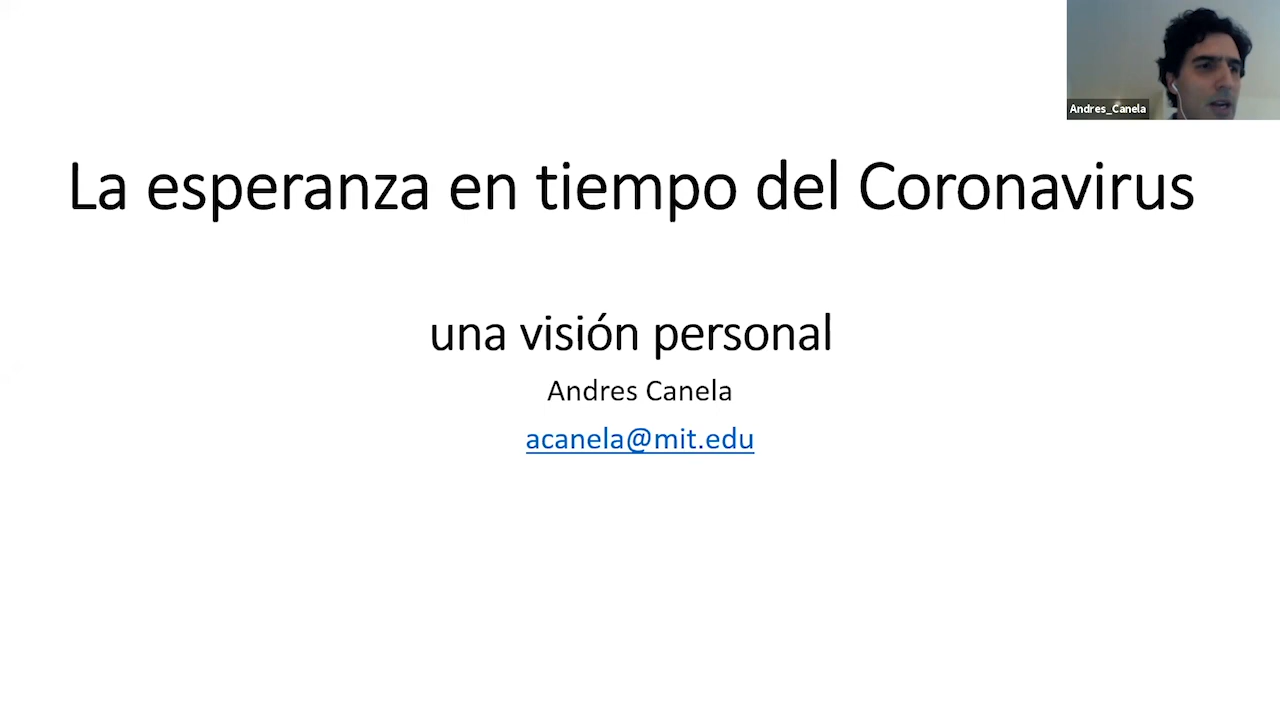 Andres_Canela
La esperanza en tiempo del Coronavirus
una visión personal
Andres Canela
acanela@mit.edu